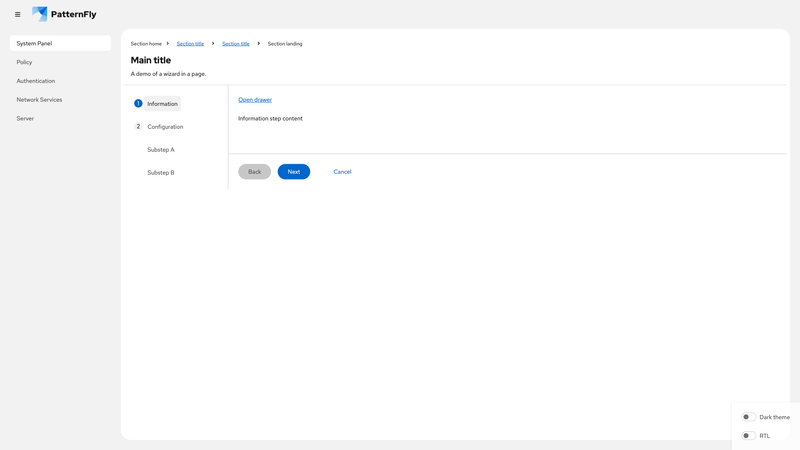 PatternFly
System Panel
Policy
Authentication
Network Services
Server
Section home Section title Section title Section landing
Main title
A demo of a wizard in a page.
1 Information
2 Configuration
Substep A
Substep B
Open drawer
Information step content
Back Next Cancel
Dark theme
RTL